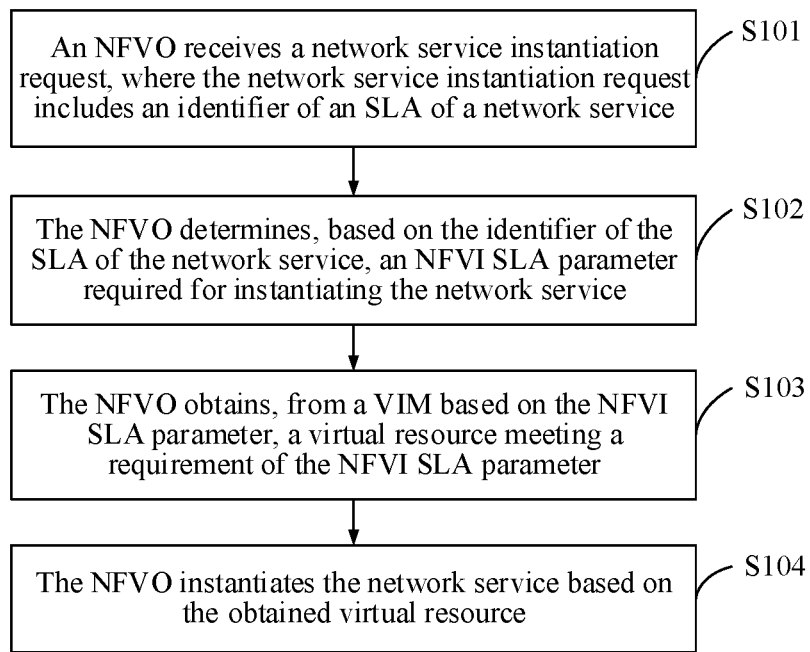 An NFVO receives a network service instantiation
request, where the network service instantiation request
includes an identifier of an SLA of a network service
S101
The NFVO determines, based on the identifier of the
SLA of the network service, an NFVI SLA parameter
required for instantiating the network service
S102
The NFVO obtains, from a VIM based on the NFVI
SLA parameter, a virtual resource meeting a
requirement of the NFVI SLA parameter
S103
The NFVO instantiates the network service based on
the obtained virtual resource
S104